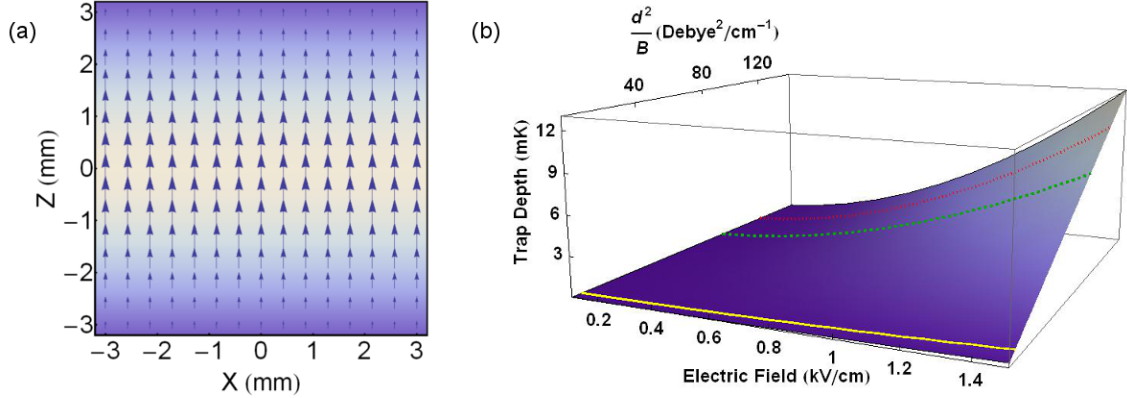 (a)
3
2
1
0
−1
−2
−3
Z (mm)
−3 −2 −1 0 1 2 3
X (mm)
(b)
d²/B (Debye²/cm⁻¹)
40 80 120
12
9
6
3
Trap Depth (mK)
0.2 0.4 0.6 0.8 1 1.2 1.4
Electric Field (kV/cm)